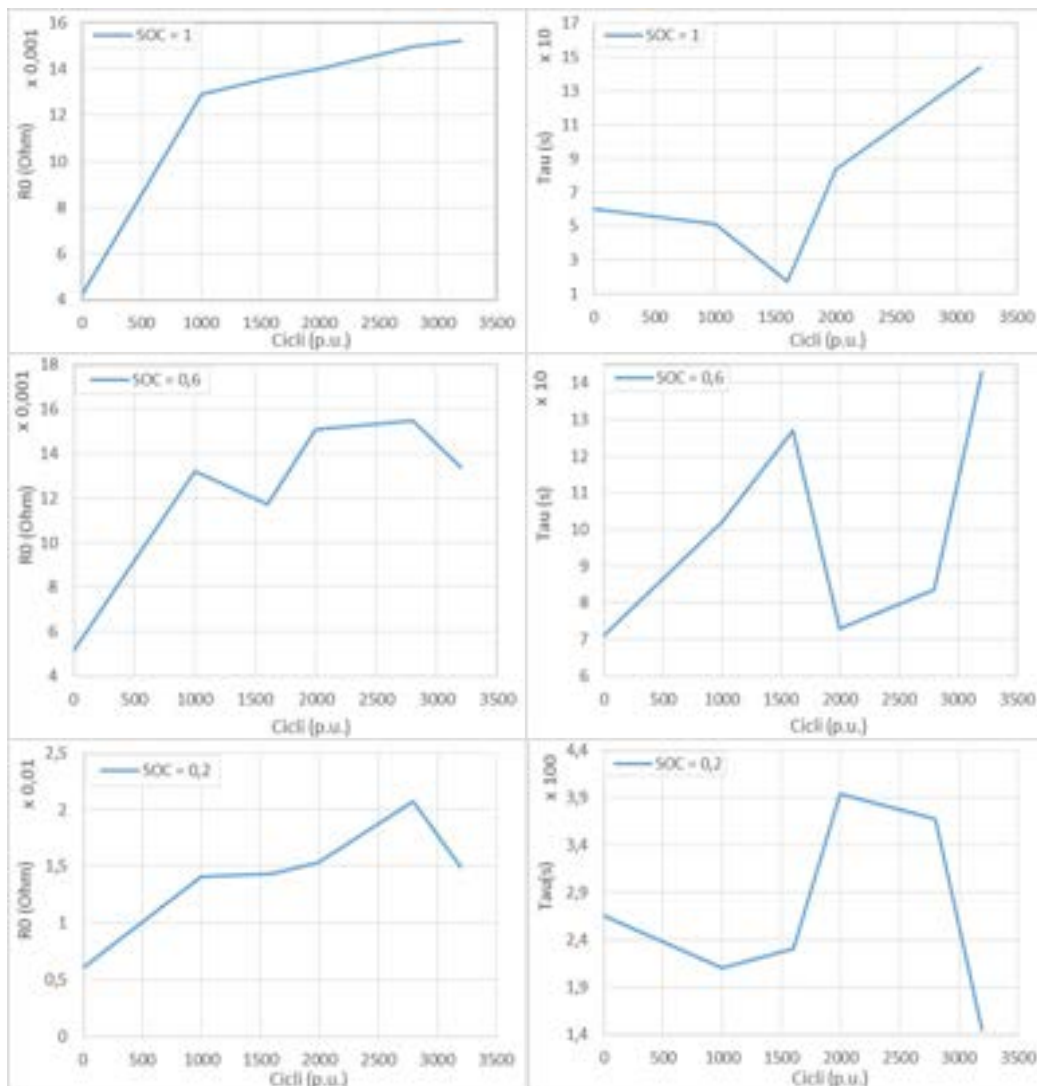 SOC = 1
x 0,001
R0 (Ohm)
16
14
12
10
8
6
4
0 500 1000 1500 2000 2500 3000 3500
Cicli (p.u.)
SOC = 1
x 10
Tau (s)
17
15
13
11
9
7
5
3
1
0 500 1000 1500 2000 2500 3000 3500
Cicli (p.u.)
SOC = 0,6
x 0,001
R0 (Ohm)
18
16
14
12
10
8
6
4
0 500 1000 1500 2000 2500 3000 3500
Cicli (p.u.)
SOC = 0,6
x 10
Tau (s)
14
13
12
11
10
9
8
7
6
0 500 1000 1500 2000 2500 3000 3500
Cicli (p.u.)
SOC = 0,2
x 0,01
R0 (Ohm)
2,5
2
1,5
1
0,5
0
0 500 1000 1500 2000 2500 3000 3500
Cicli (p.u.)
SOC = 0,2
x 100
Tau(s)
4,4
3,9
3,4
2,9
2,4
1,9
1,4
0 500 1000 1500 2000 2500 3000 3500
Cicli (p.u.)